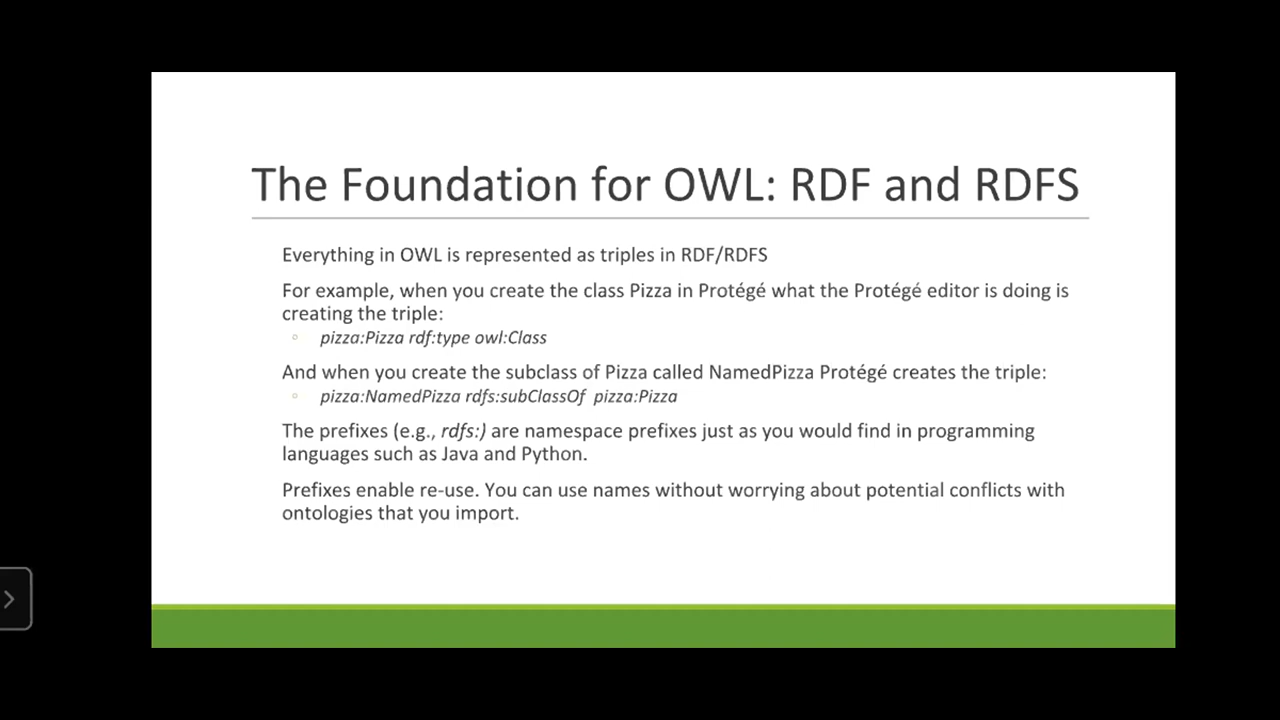 The Foundation for OWL: RDF and RDFS
Everything in OWL is represented as triples in RDF/RDFS
For example, when you create the class Pizza in Protégé what the Protégé editor is doing is
creating the triple:
pizza:Pizza rdf:type owl:Class
And when you create the subclass of Pizza called NamedPizza Protégé creates the triple:
pizza:NamedPizza rdfs:subClassOf  pizza:Pizza
The prefixes (e.g., rdfs:) are namespace prefixes just as you would find in programming
languages such as Java and Python.
Prefixes enable re-use. You can use names without worrying about potential conflicts with
ontologies that you import.